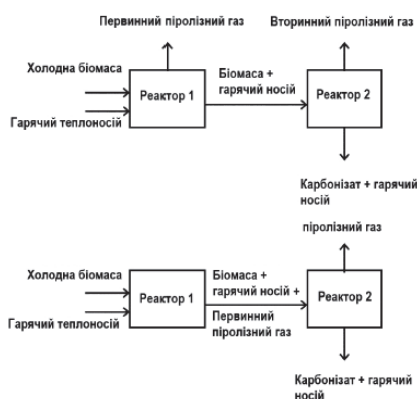 Первинний піролізний газ
Вторинний піролізний газ
Холодна біомаса
Гарячий теплоносій
Реактор 1
Біомаса +
гарячий носій
Реактор 2
Карбонізат + гарячий
носій
піролізний газ
Холодна біомаса
Гарячий теплоносій
Реактор 1
Біомаса +
гарячий носій +
Первинний
піролізний газ
Реактор 2
Карбонізат + гарячий
носій